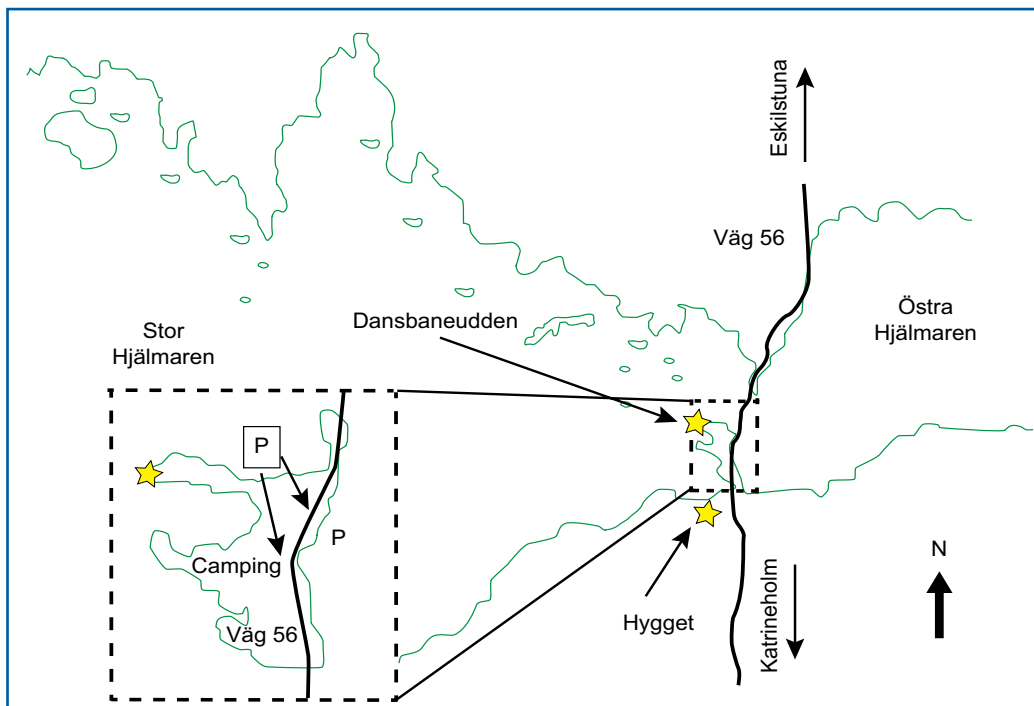 Eskilstuna
Väg 56
Dansbaneudden
Östra
Hjälmaren
Stor
Hjälmaren
P
P
Camping
Väg 56
Hygget
Katrineholm
N